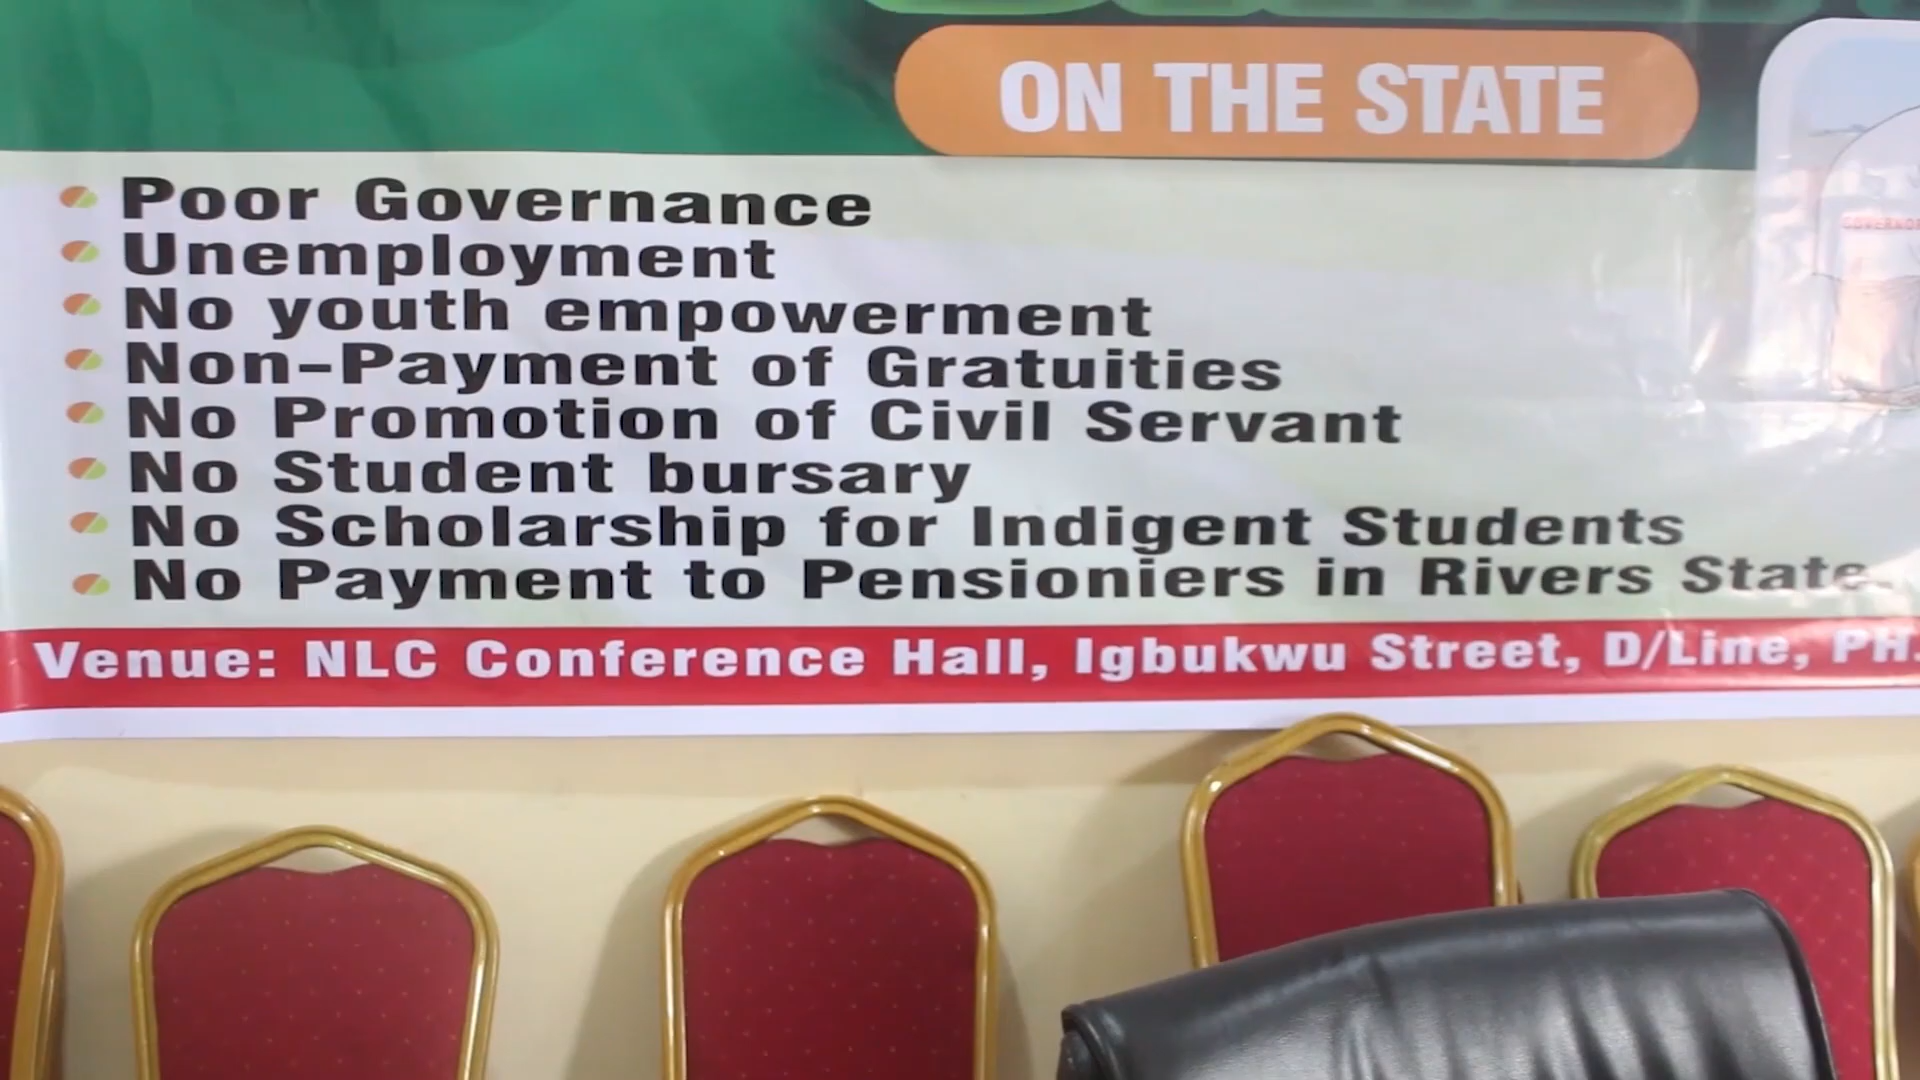 ON THE STATE
Poor Governance
Unemployment
No youth empowerment
Non-Payment of Gratuities
No Promotion of Civil Servant
No Student bursary
No Scholarship for Indigent Students
No Payment to Pensioniers in Rivers State.
Venue: NLC Conference Hall, Igbukwu Street, D/Line, PH.